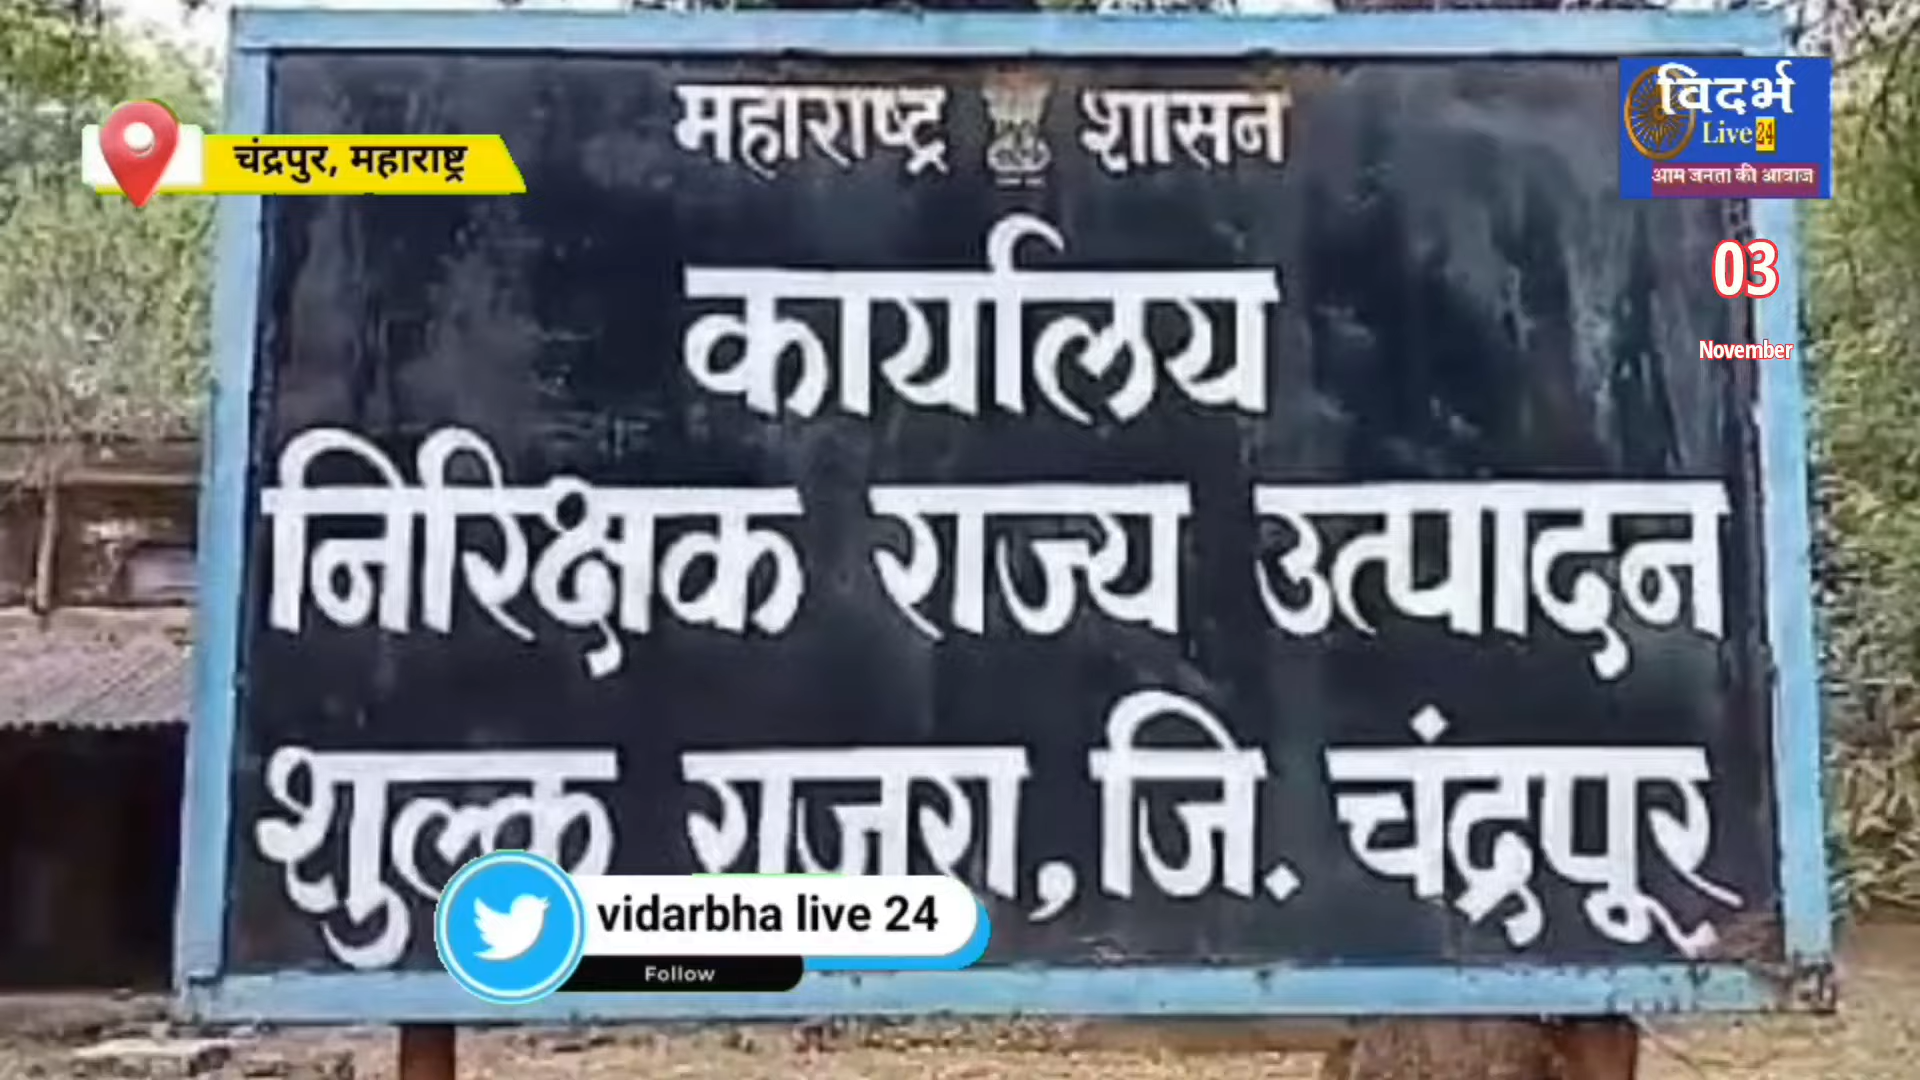 महाराष्ट्र शासन
कार्यालय
निरिक्षक राज्य उत्पादन
शुल्क राजुरा, जि. चंद्रपूर
चंद्रपुर, महाराष्ट्र
विदर्भ
Live 24
आम जनता की आवाज
03
November
vidarbha live 24
Follow